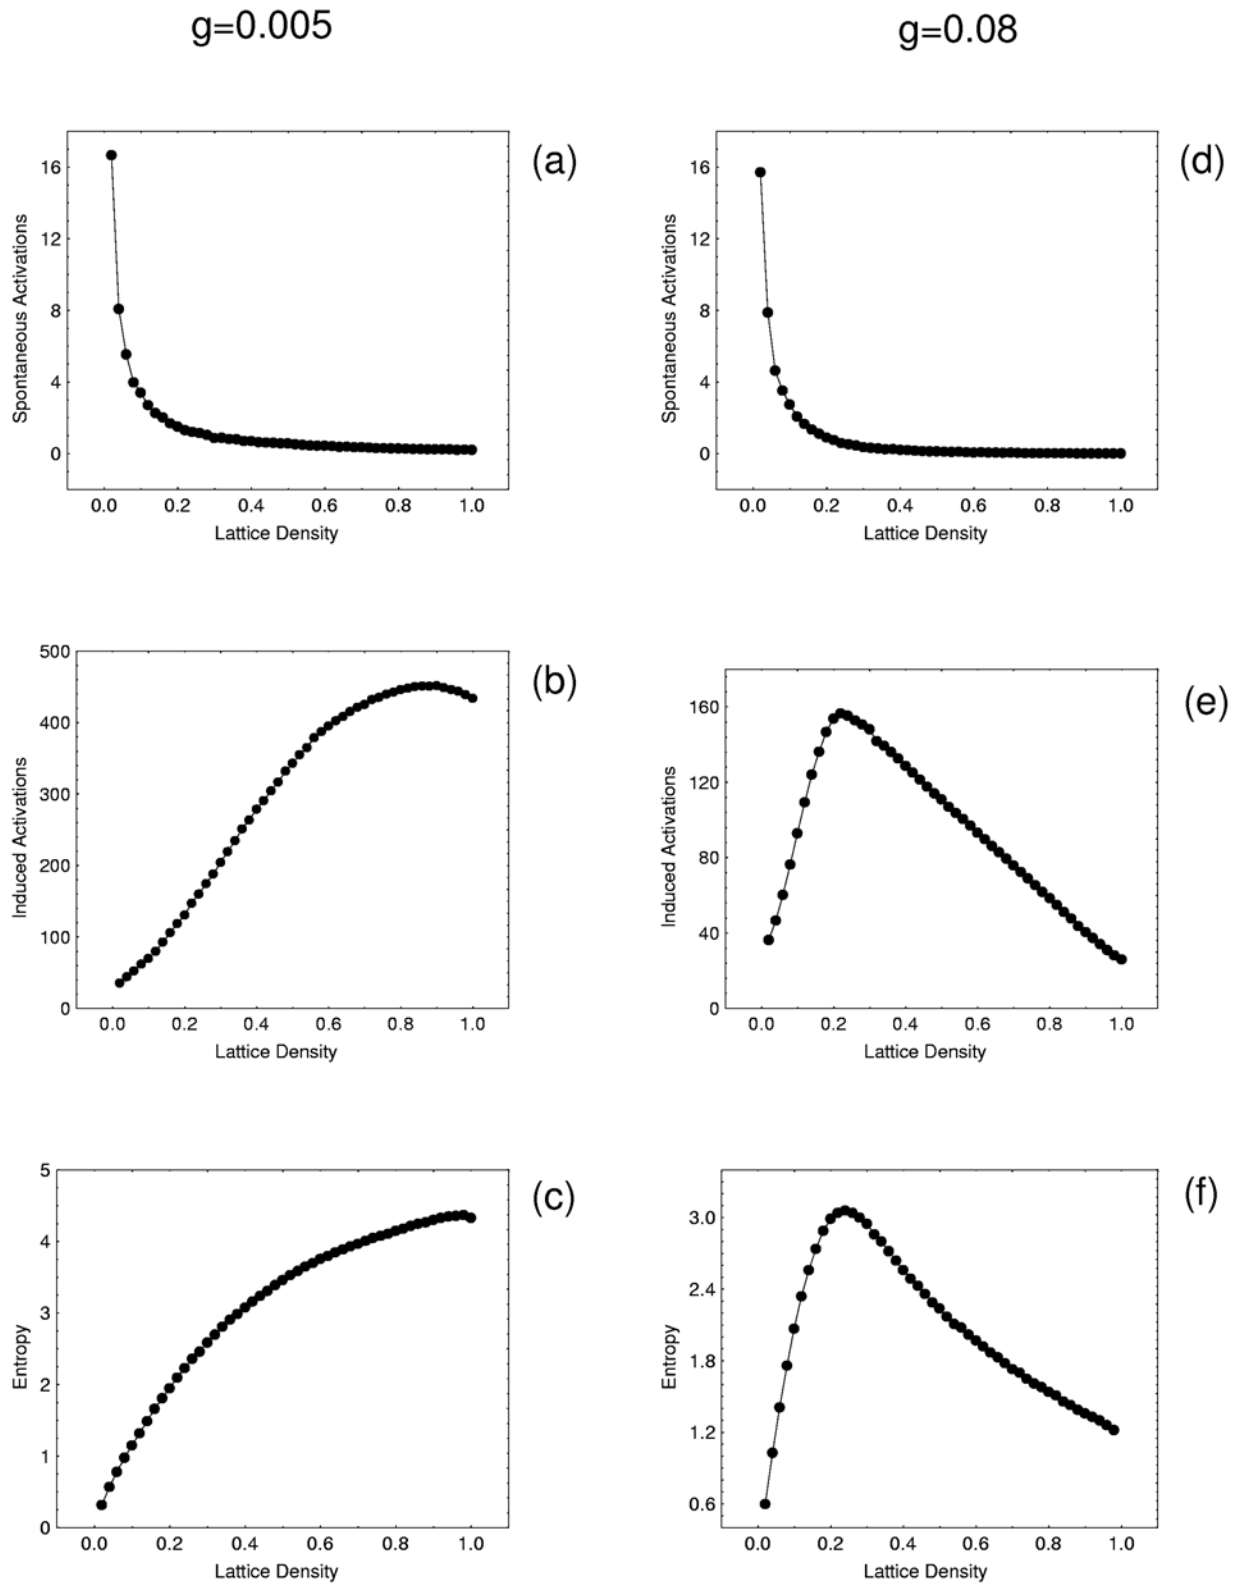 g=0.005
g=0.08
(a)
Spontaneous Activations
16
12
8
4
0
0.0 0.2 0.4 0.6 0.8 1.0
Lattice Density
(d)
Spontaneous Activations
16
12
8
4
0
0.0 0.2 0.4 0.6 0.8 1.0
Lattice Density
(b)
Induced Activations
500
400
300
200
100
0
0.0 0.2 0.4 0.6 0.8 1.0
Lattice Density
(e)
Induced Activations
160
120
80
40
0
0.0 0.2 0.4 0.6 0.8 1.0
Lattice Density
(c)
Entropy
5
4
3
2
1
0
0.0 0.2 0.4 0.6 0.8 1.0
Lattice Density
(f)
Entropy
3.0
2.4
1.8
1.2
0.6
0.0 0.2 0.4 0.6 0.8 1.0
Lattice Density